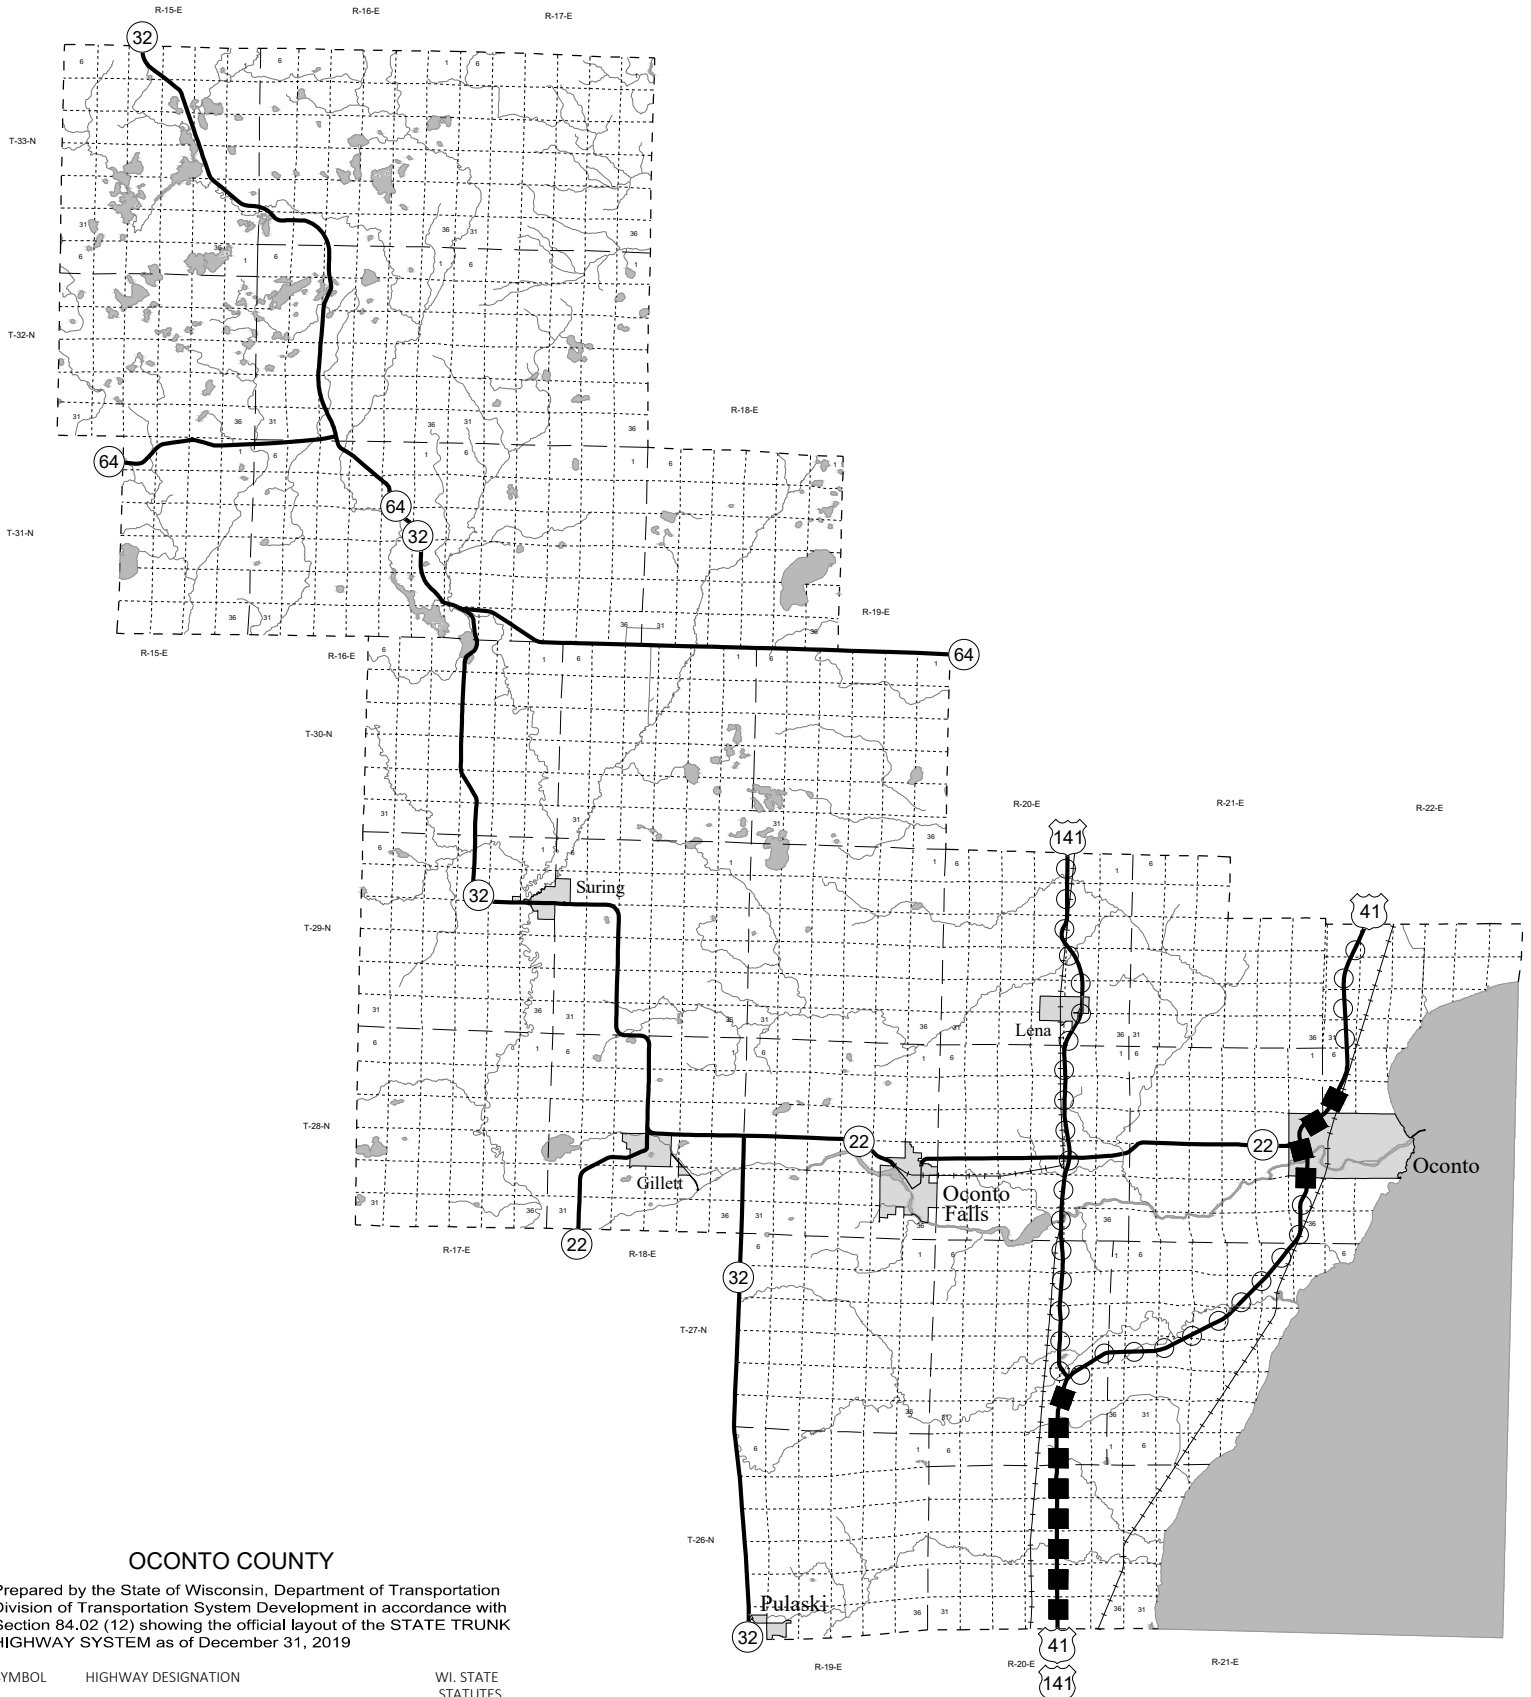 R-15-E
R-16-E
R-17-E
32
T-33-N
T-32-N
R-18-E
64
64
32
T-31-N
R-19-E
R-15-E
R-16-E
64
T-30-N
R-20-E
R-21-E
R-22-E
141
41
32
Suring
T-29-N
Lena
T-28-N
22
22
Gillett
Oconto
Falls
Oconto
22
R-17-E
R-18-E
32
T-27-N
T-26-N
Pulaski
32
41
141
R-19-E
R-20-E
R-21-E
OCONTO COUNTY
Prepared by the State of Wisconsin, Department of Transportation
Division of Transportation System Development in accordance with
Section 84.02 (12) showing the official layout of the STATE TRUNK
HIGHWAY SYSTEM as of December 31, 2019
SYMBOL HIGHWAY DESIGNATION WI. STATE
STATUTES